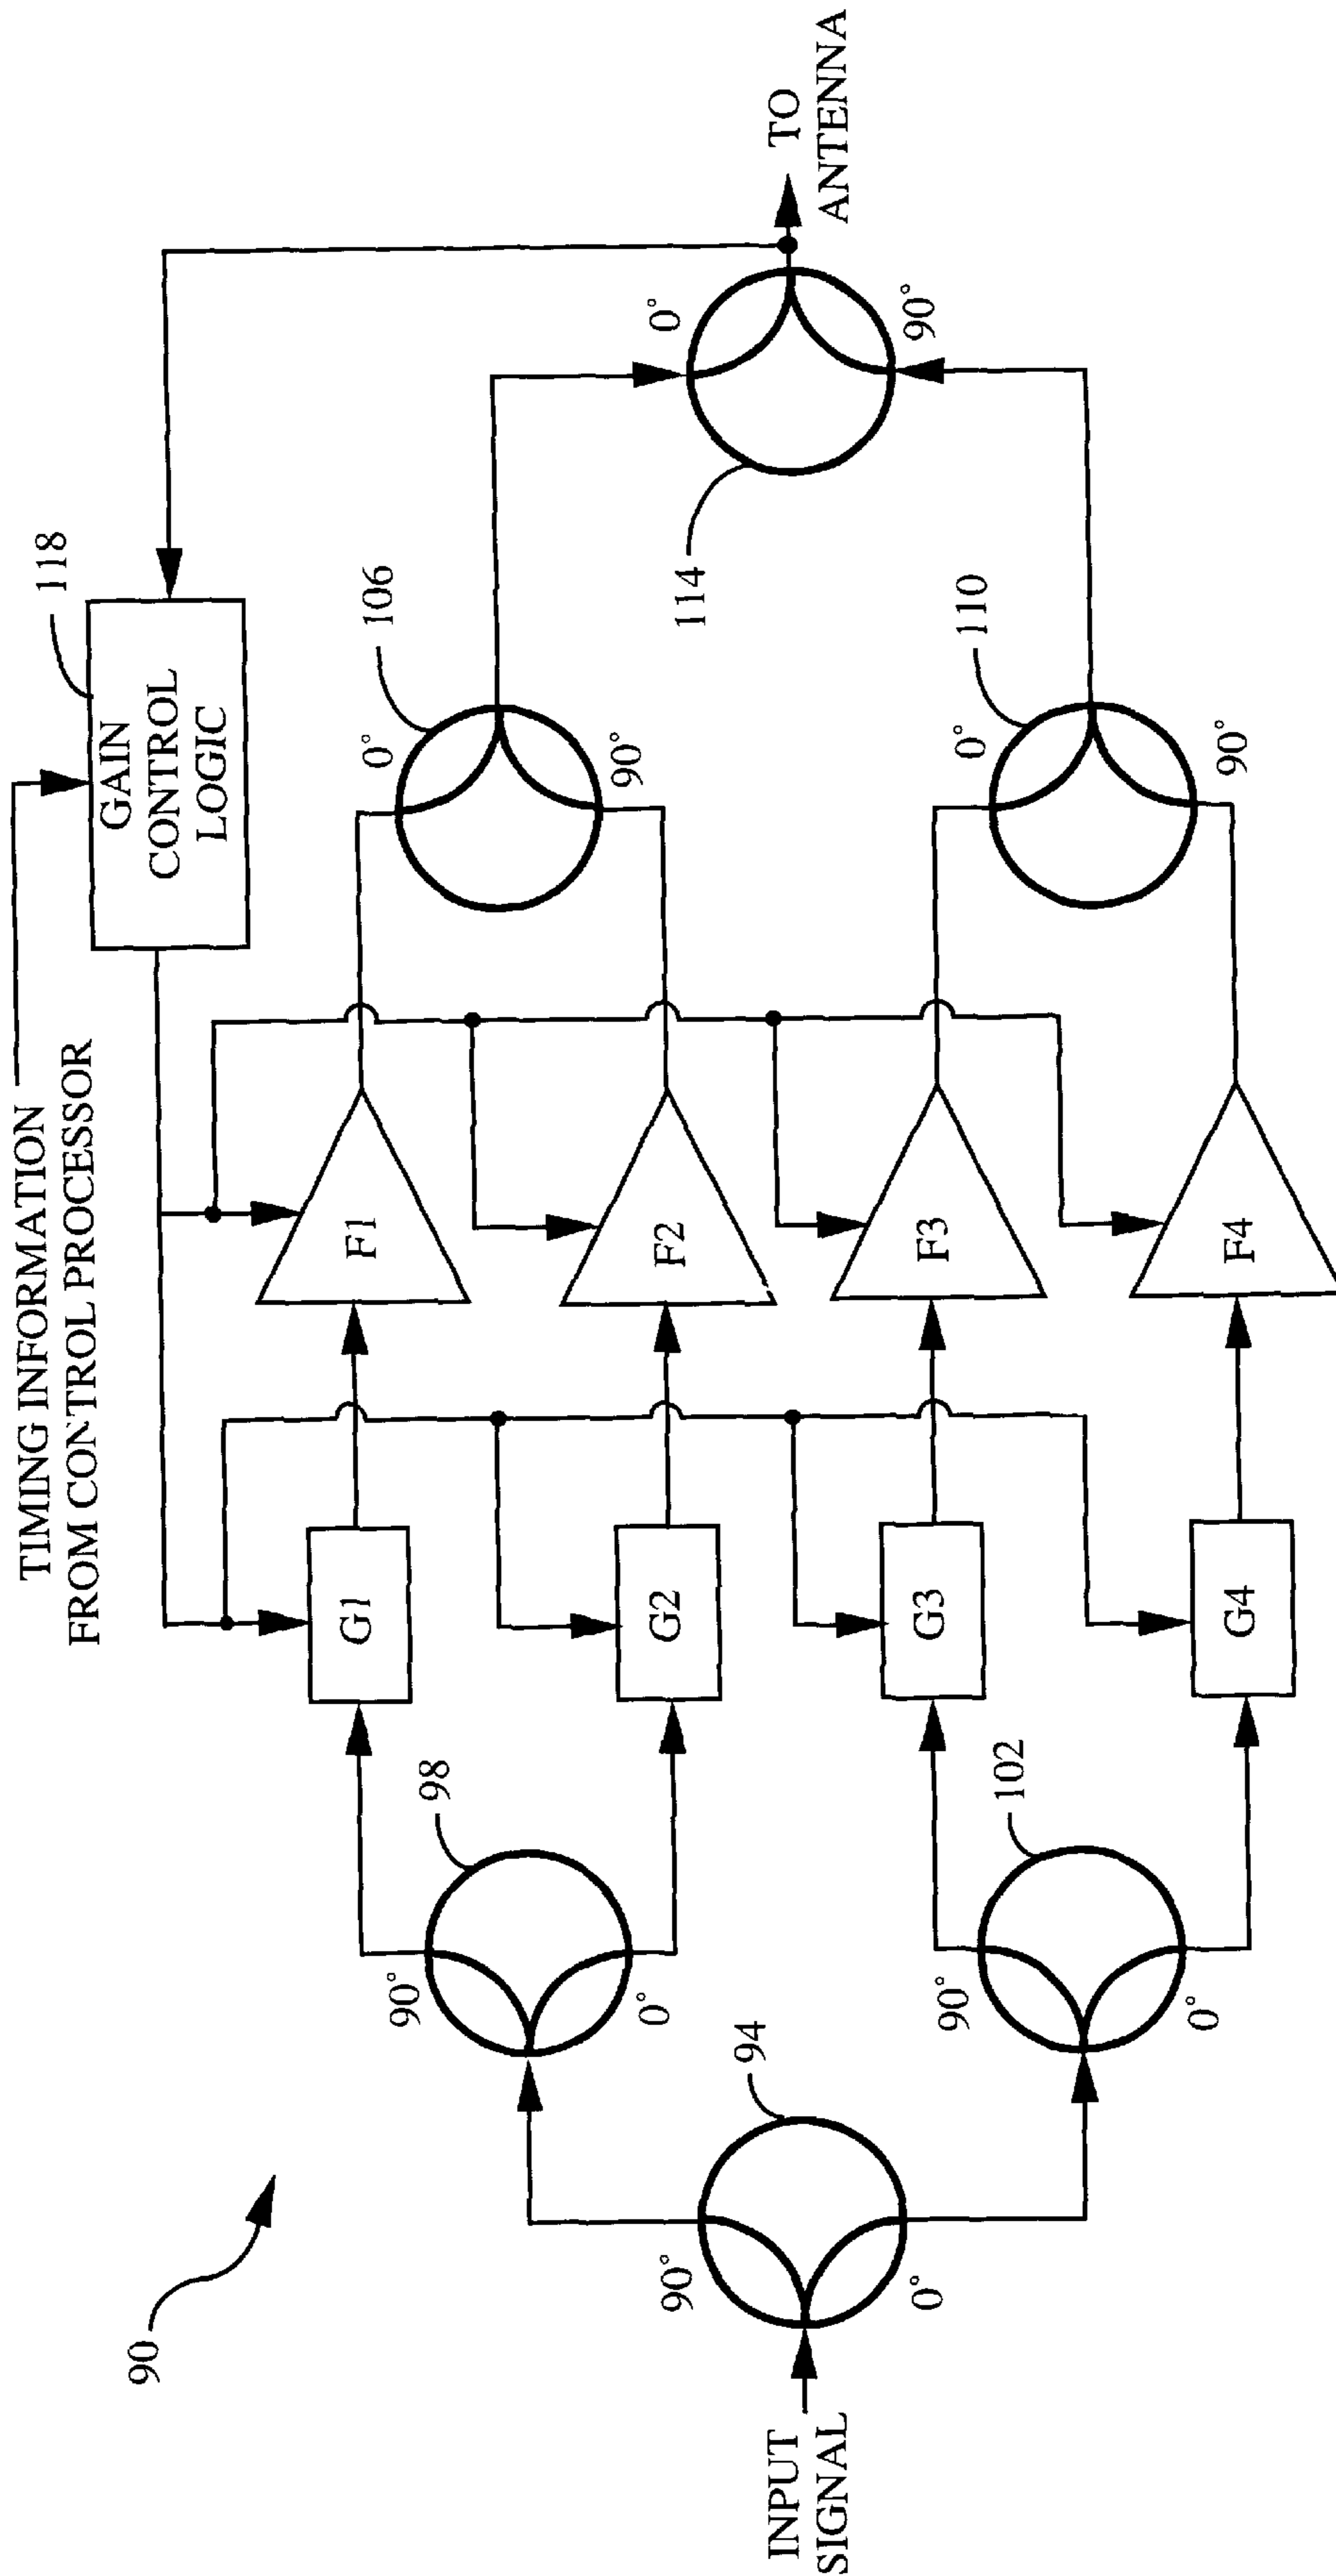 TIMING INFORMATION
FROM CONTROL PROCESSOR
118
GAIN
CONTROL
LOGIC
90
INPUT
SIGNAL
94
90°
0°
98
90°
0°
102
90°
0°
G1
G2
G3
G4
F1
F2
F3
F4
106
0°
90°
110
0°
90°
114
0°
90°
TO
ANTENNA